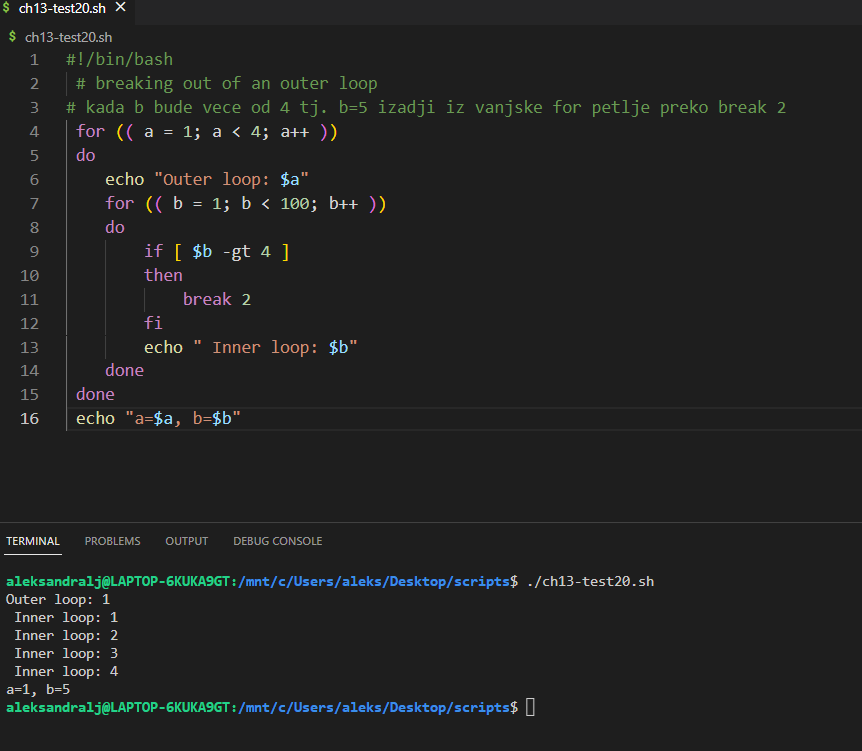 $ ch13-test20.sh ×
$ ch13-test20.sh
1 #!/bin/bash
2 # breaking out of an outer loop
3 # kada b bude vece od 4 tj. b=5 izadji iz vanjske for petlje preko break 2
4 for (( a = 1; a < 4; a++ ))
5 do
6 echo "Outer loop: $a"
7 for (( b = 1; b < 100; b++ ))
8 do
9 if [ $b -gt 4 ]
10 then
11 break 2
12 fi
13 echo " Inner loop: $b"
14 done
15 done
16 echo "a=$a, b=$b"
TERMINAL PROBLEMS OUTPUT DEBUG CONSOLE
aleksandralj@LAPTOP-6KUKA9GT:/mnt/c/Users/aleks/Desktop/scripts$ ./ch13-test20.sh
Outer loop: 1
Inner loop: 1
Inner loop: 2
Inner loop: 3
Inner loop: 4
a=1, b=5
aleksandralj@LAPTOP-6KUKA9GT:/mnt/c/Users/aleks/Desktop/scripts$